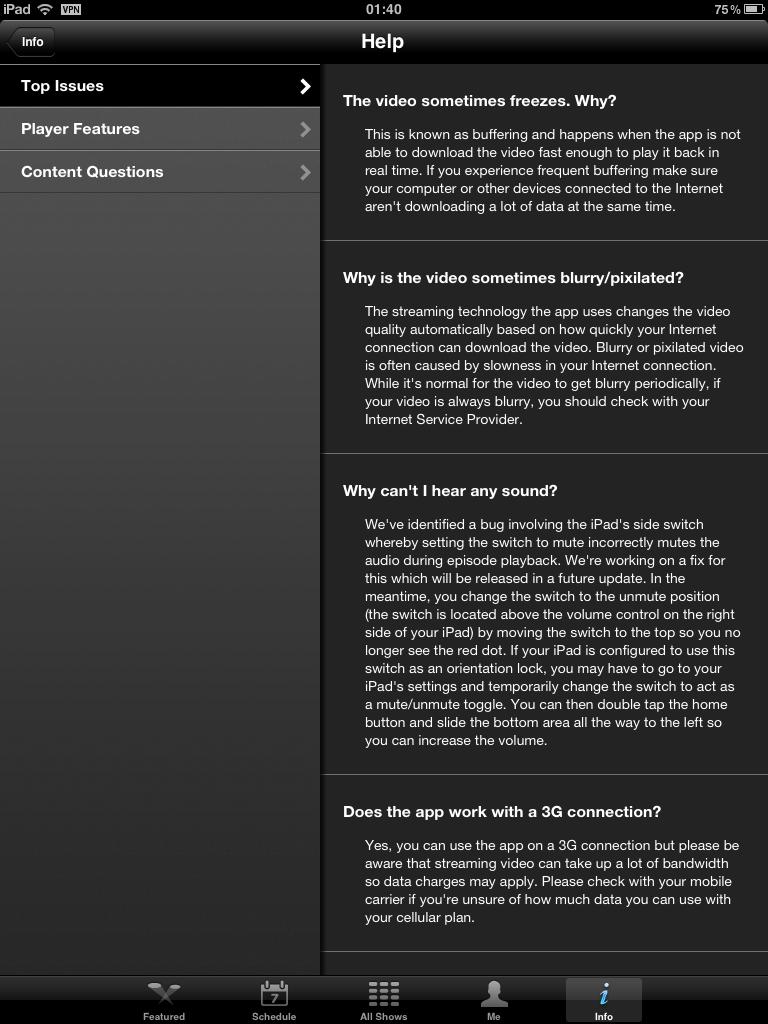 iPad VPN 01:40 75%
Info Help
Top Issues
Player Features
Content Questions
The video sometimes freezes. Why?
This is known as buffering and happens when the app is not
able to download the video fast enough to play it back in
real time. If you experience frequent buffering make sure
your computer or other devices connected to the Internet
aren't downloading a lot of data at the same time.
Why is the video sometimes blurry/pixilated?
The streaming technology the app uses changes the video
quality automatically based on how quickly your Internet
connection can download the video. Blurry or pixilated video
is often caused by slowness in your Internet connection.
While it's normal for the video to get blurry periodically, if
your video is always blurry, you should check with your
Internet Service Provider.
Why can't I hear any sound?
We've identified a bug involving the iPad's side switch
whereby setting the switch to mute incorrectly mutes the
audio during episode playback. We're working on a fix for
this which will be released in a future update. In the
meantime, you change the switch to the unmute position
(the switch is located above the volume control on the right
side of your iPad) by moving the switch to the top so you no
longer see the red dot. If your iPad is configured to use this
switch as an orientation lock, you may have to go to your
iPad's settings and temporarily change the switch to act as
a mute/unmute toggle. You can then double tap the home
button and slide the bottom area all the way to the left so
you can increase the volume.
Does the app work with a 3G connection?
Yes, you can use the app on a 3G connection but please be
aware that streaming video can take up a lot of bandwidth
so data charges may apply. Please check with your mobile
carrier if you're unsure of how much data you can use with
your cellular plan.
7 i
Featured Schedule All Shows Me Info